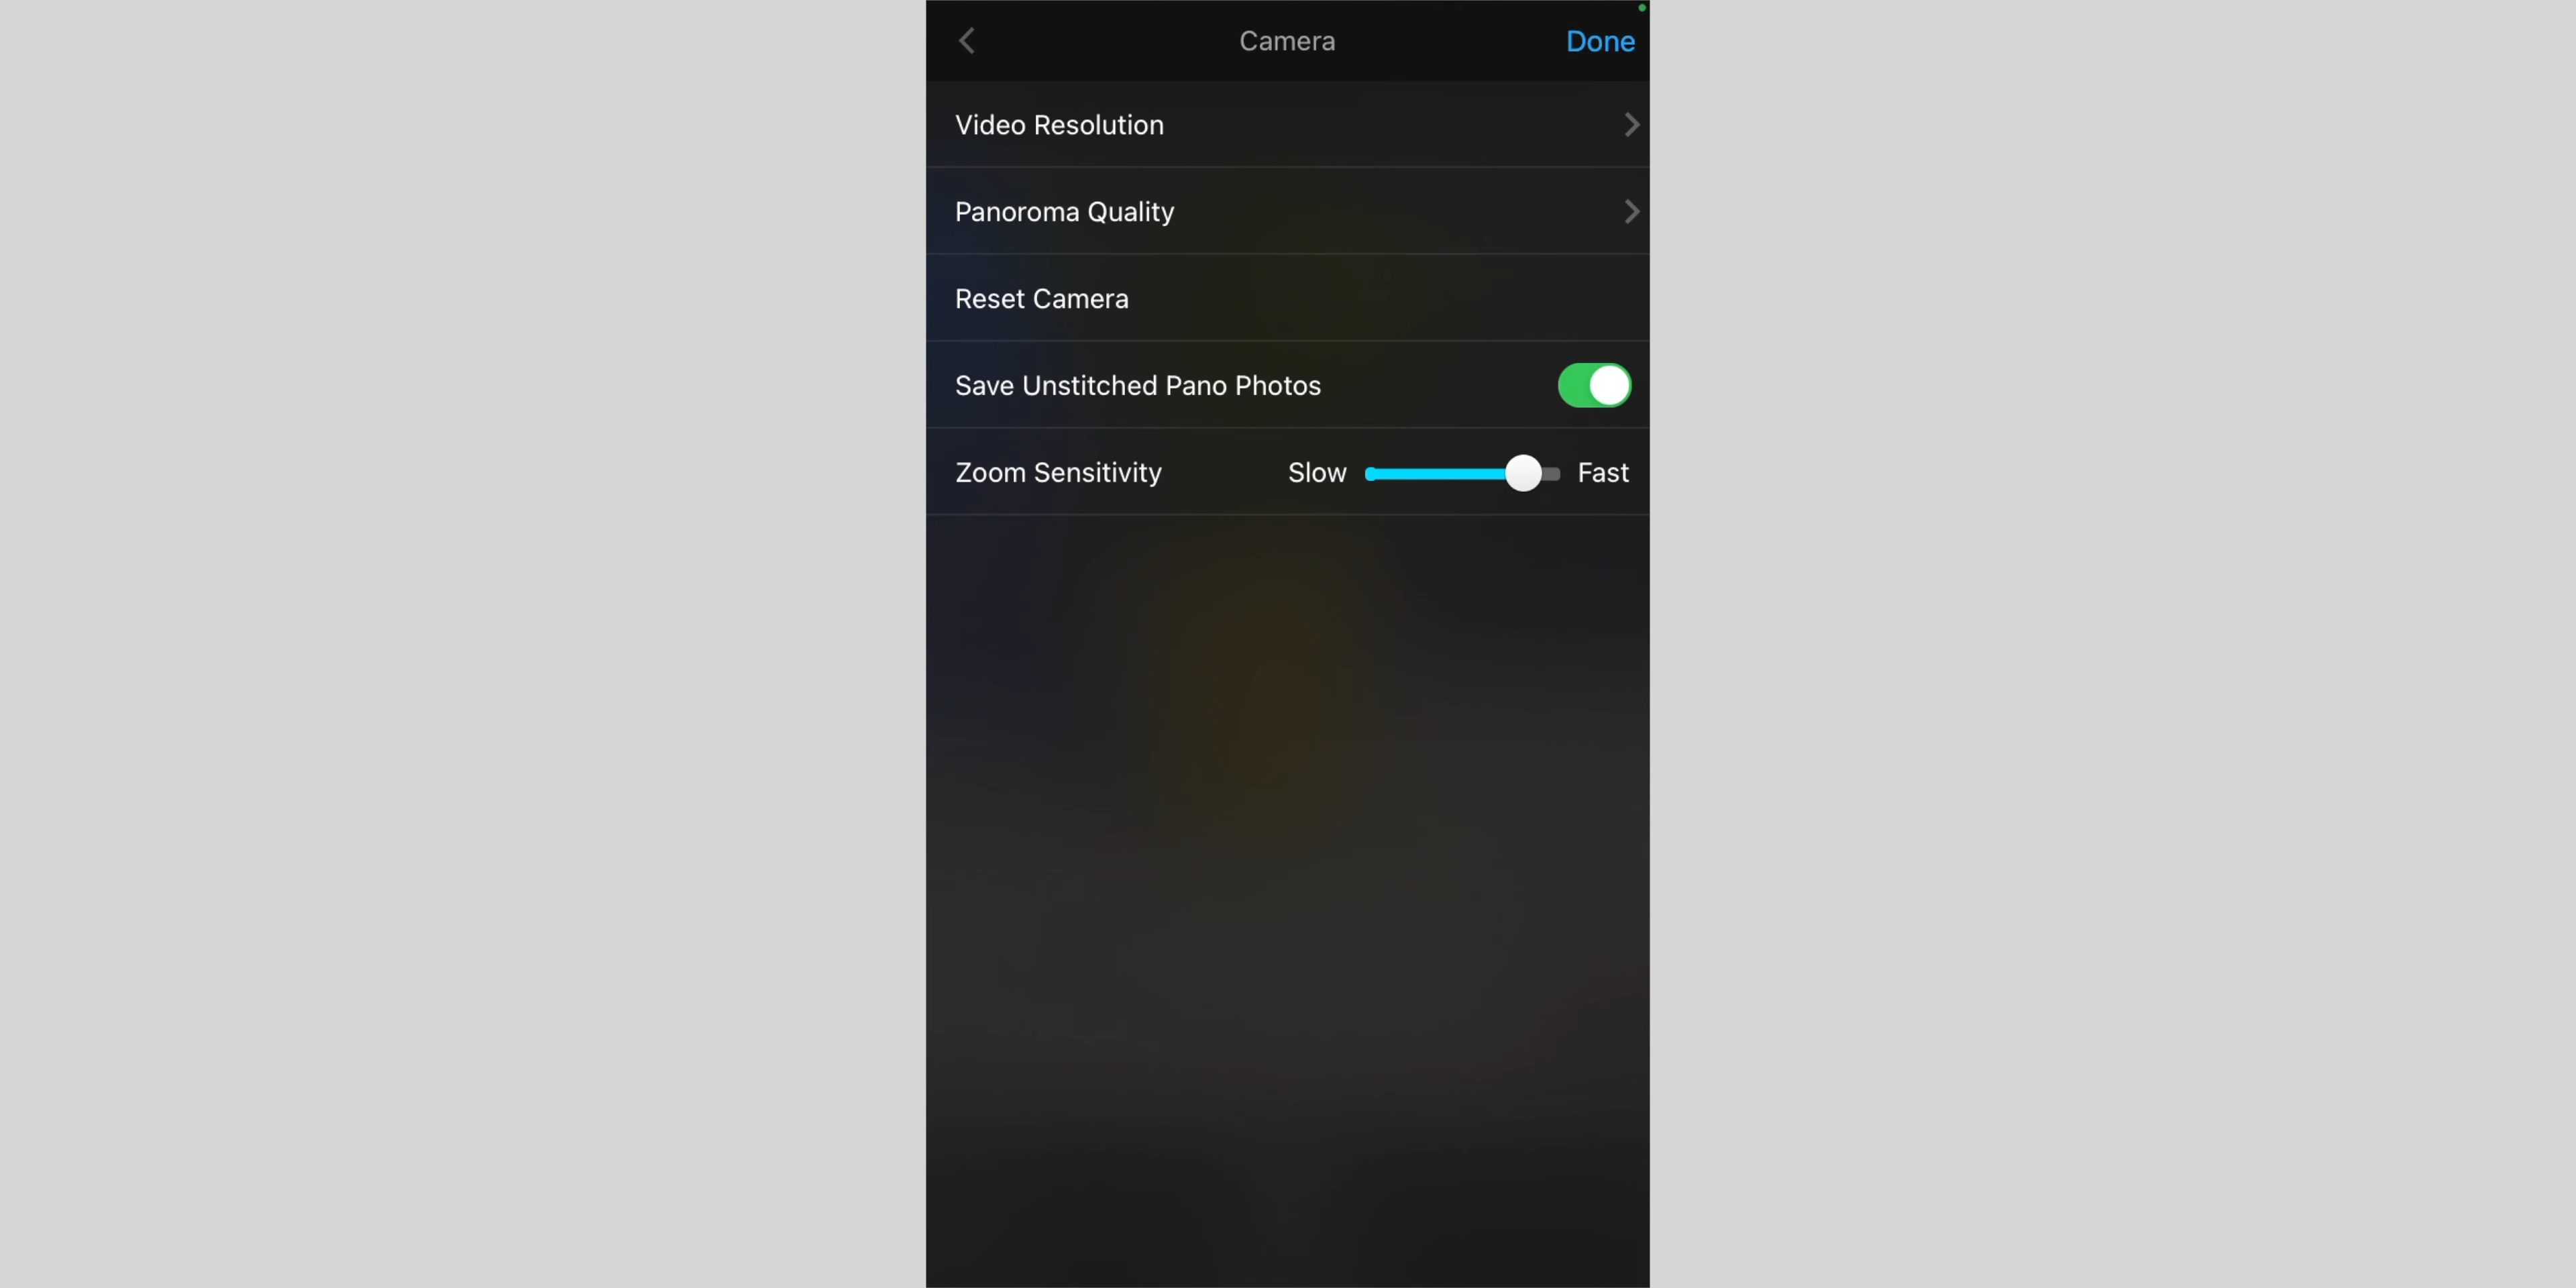 Camera Done
Video Resolution
Panoroma Quality
Reset Camera
Save Unstitched Pano Photos
Zoom Sensitivity Slow Fast